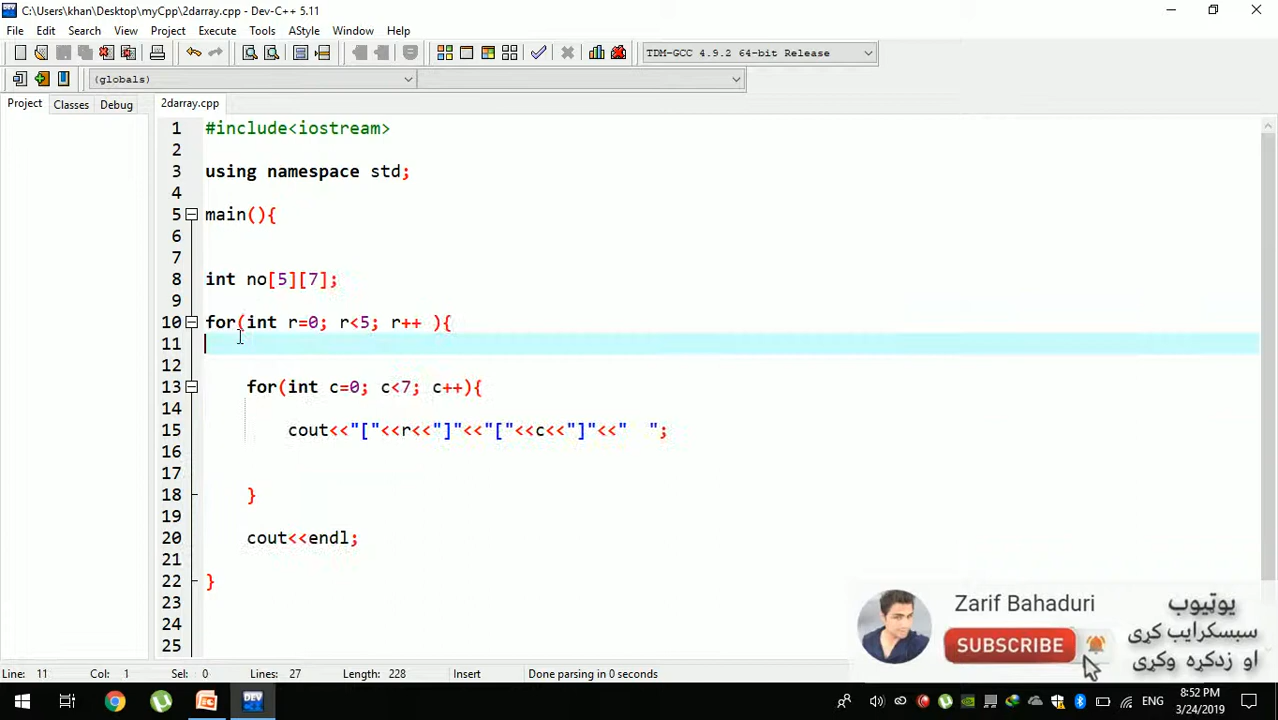 C:\Users\khan\Desktop\myCpp\2darray.cpp - Dev-C++ 5.11
File Edit Search View Project Execute Tools AStyle Window Help
TDM-GCC 4.9.2 64-bit Release
(globals)
Project Classes Debug
2darray.cpp
1 #include<iostream>
2
3 using namespace std;
4
5 main(){
6
7
8 int no[5][7];
9
10 for(int r=0; r<5; r++ ){
11
12
13 for(int c=0; c<7; c++){
14
15 cout<<"["<<r<<"]"<<"["<<c<<"]"<<"  ";
16
17
18 }
19
20 cout<<endl;
21
22 }
23
24
25
Zarif Bahaduri
SUBSCRIBE
یوټیوب
سبسکرایب کړی
او زدکړه وکړی
Line: 11 Col: 1 Sel: 0 Lines: 27 Length: 228 Insert Done parsing in 0 seconds
DEV
ENG
8:52 PM
3/24/2019